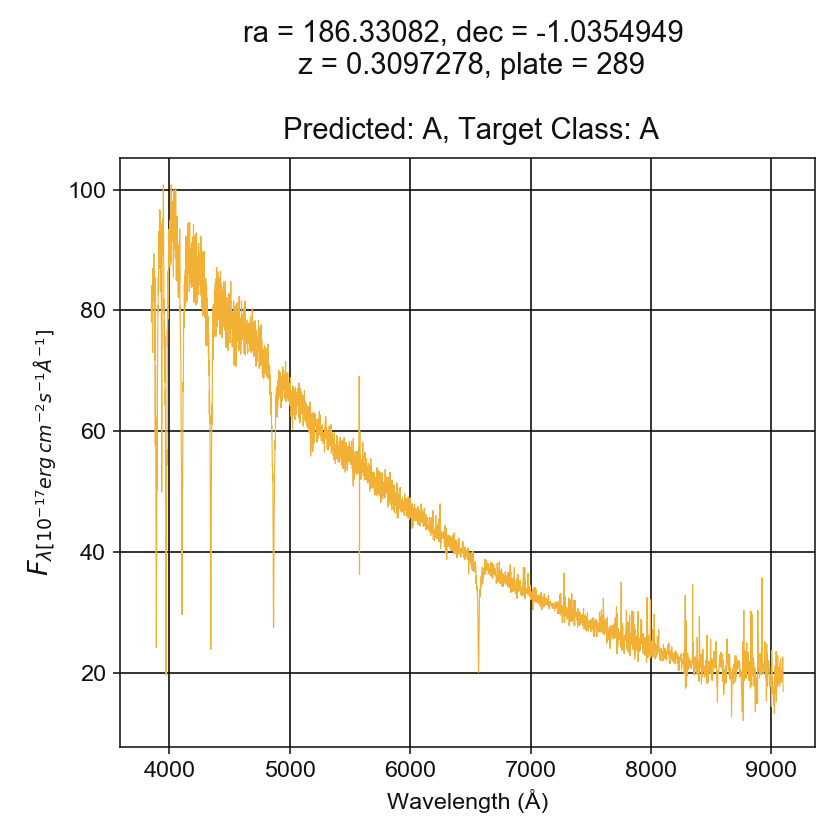 ra = 186.33082, dec = -1.0354949
z = 0.3097278, plate = 289
Predicted: A, Target Class: A
100
80
60
40
20
F_λ[10⁻¹⁷erg cm⁻²s⁻¹Å⁻¹]
4000 5000 6000 7000 8000 9000
Wavelength (Å)